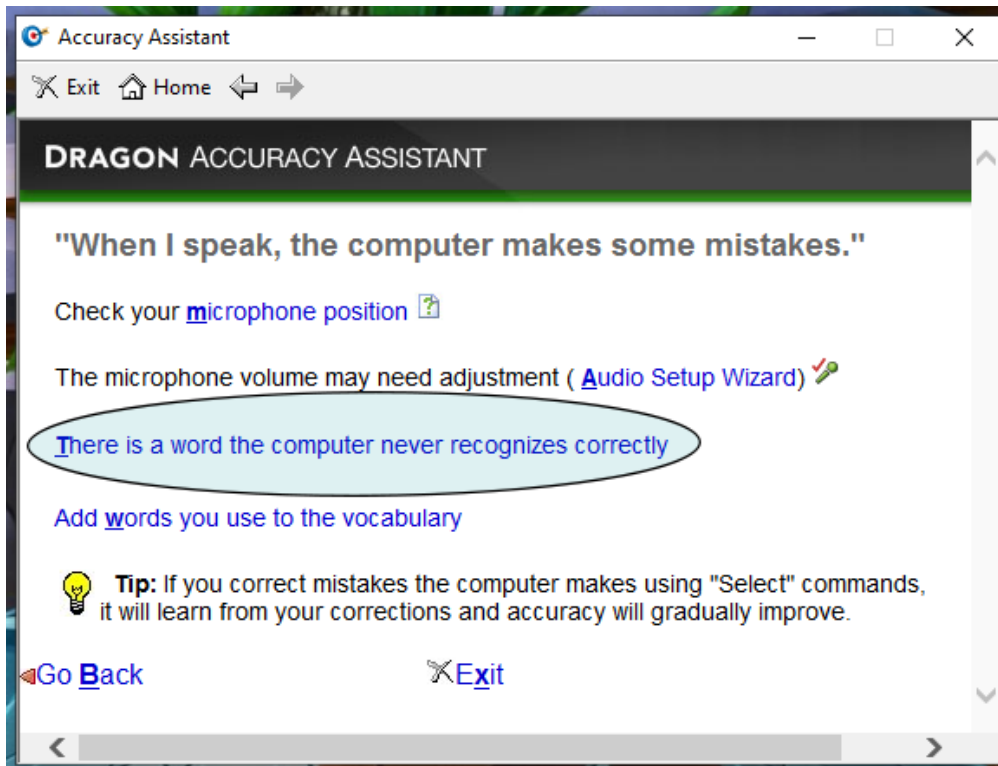 Accuracy Assistant
Exit Home
DRAGON ACCURACY ASSISTANT
"When I speak, the computer makes some mistakes."
Check your microphone position
The microphone volume may need adjustment ( Audio Setup Wizard)
There is a word the computer never recognizes correctly
Add words you use to the vocabulary
Tip: If you correct mistakes the computer makes using "Select" commands,
it will learn from your corrections and accuracy will gradually improve.
Go Back Exit